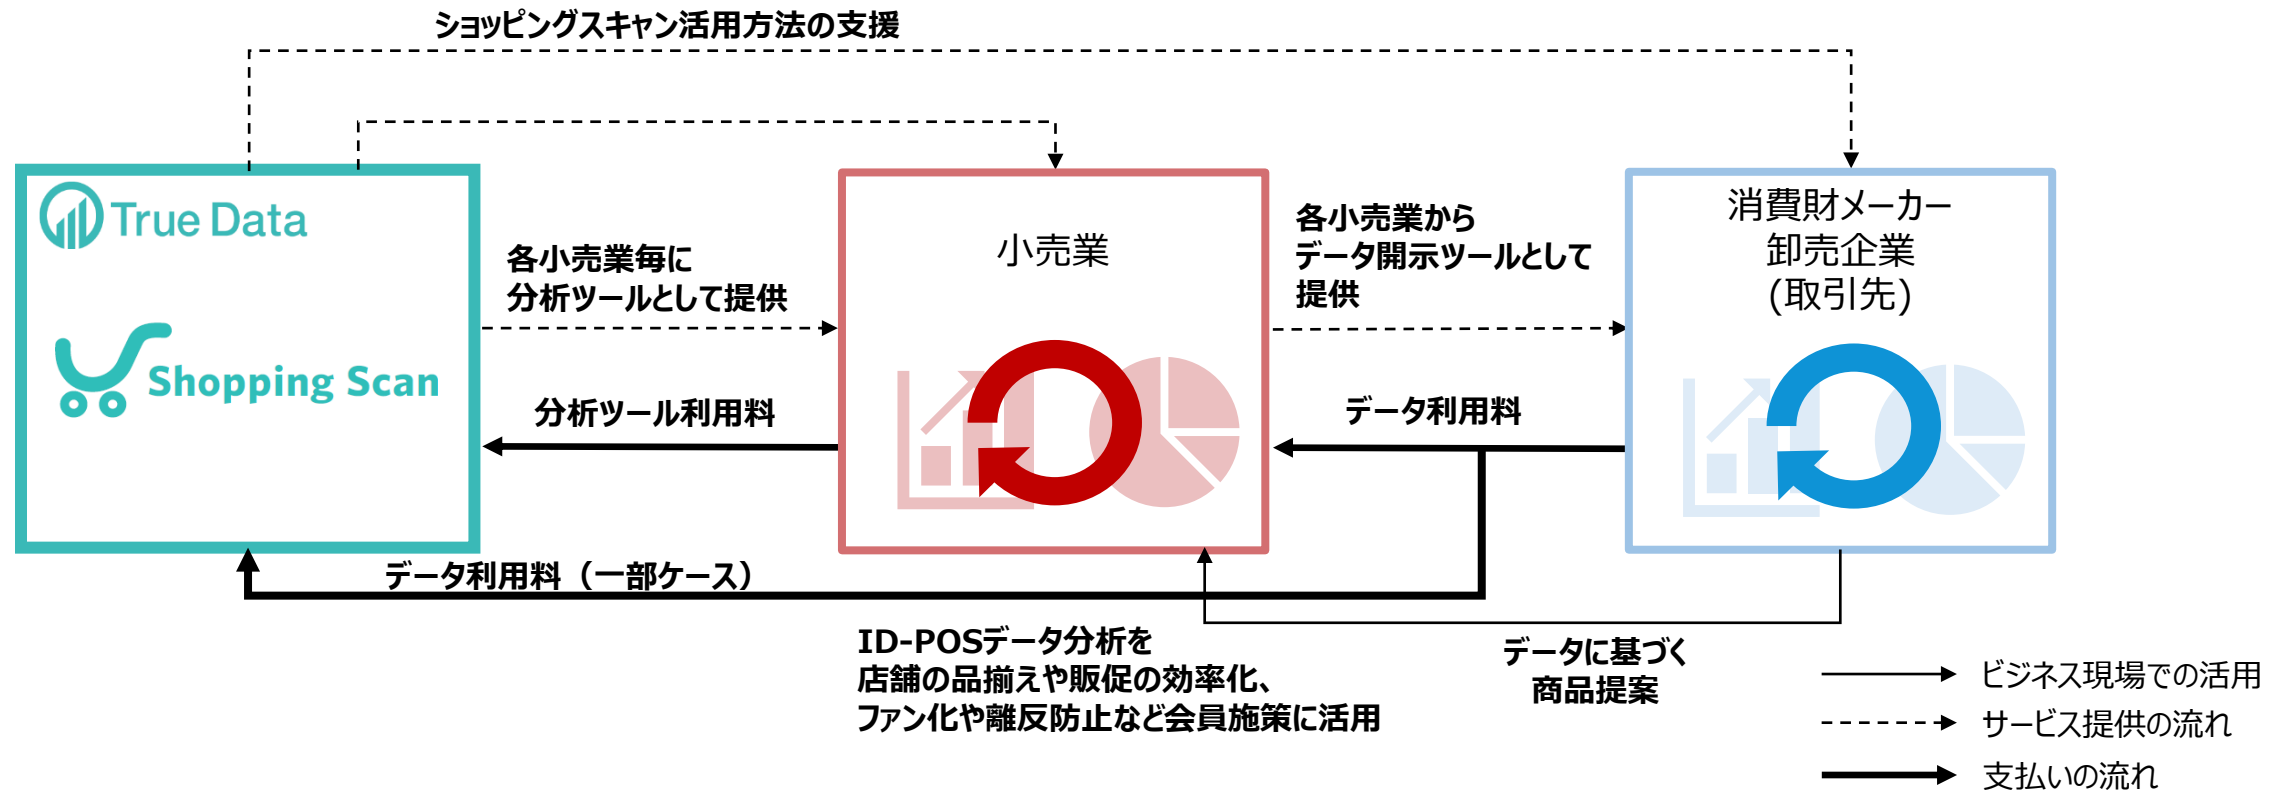 ショッピングスキャン活用方法の支援
True Data
Shopping Scan
各小売業毎に
分析ツールとして提供
分析ツール利用料
小売業
各小売業から
データ開示ツールとして
提供
データ利用料
消費財メーカー
卸売企業
(取引先)
データ利用料（一部ケース）
ID-POSデータ分析を
店舗の品揃えや販促の効率化、
ファン化や離反防止など会員施策に活用
データに基づく
商品提案
ビジネス現場での活用
サービス提供の流れ
支払いの流れ